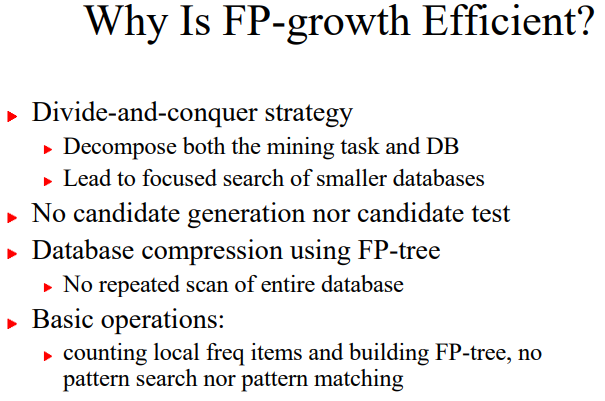 Why Is FP-growth Efficient?
Divide-and-conquer strategy
Decompose both the mining task and DB
Lead to focused search of smaller databases
No candidate generation nor candidate test
Database compression using FP-tree
No repeated scan of entire database
Basic operations:
counting local freq items and building FP-tree, no
pattern search nor pattern matching